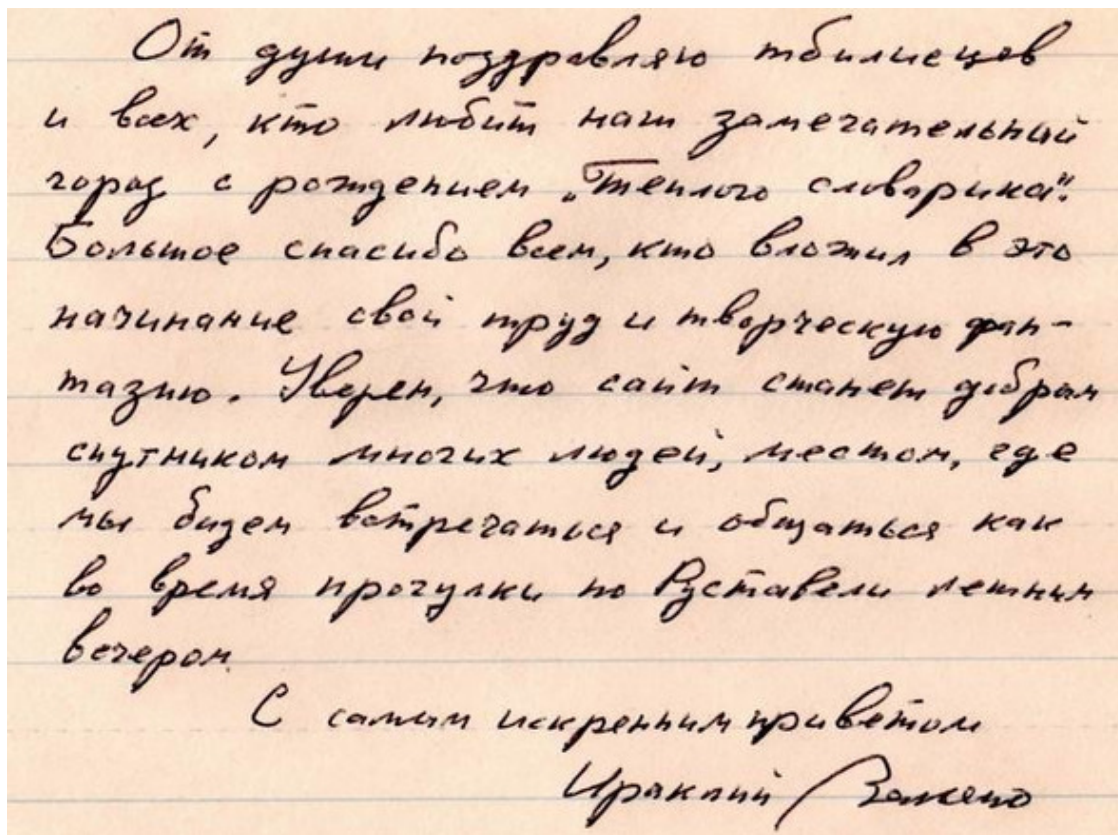 От души поздравляю тбилисцев
и всех, кто любит наш замечательный
город с рождением „Теплого словарика".
Большое спасибо всем, кто вложил в это
начинание свой труд и творческую фан-
тазию. Уверен, что сайт станет добрым
спутником многих людей, местом, где
мы будем встречаться и общаться как
во время прогулки по Руставели летним
вечером.
С самым искренним приветом
Ираклий